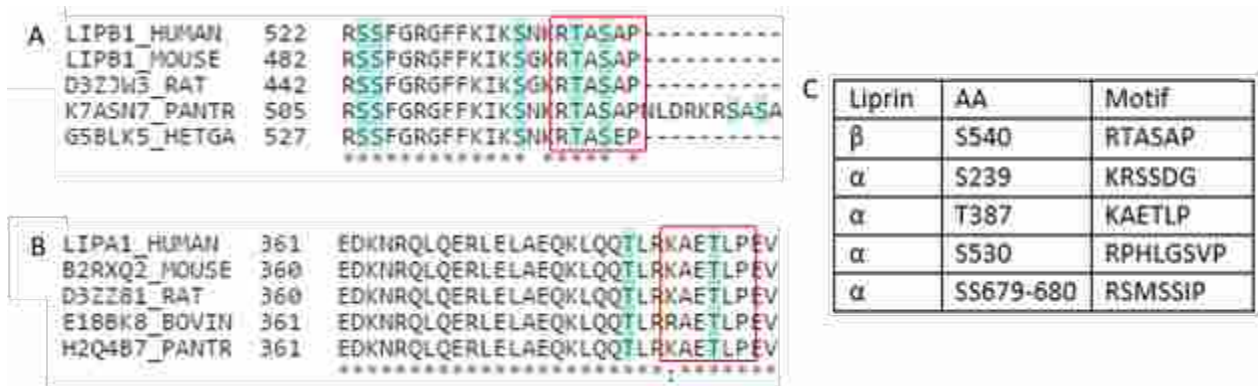 A
LIPB1_HUMAN 522 RSSFGRGFFKIKSNKRTASAP----------
LIPB1_MOUSE 482 RSSFGRGFFKIKSGKRTASAP----------
D3ZJW3_RAT 442 RSSFGRGFFKIKSGKRTASAP----------
K7ASN7_PANTR 505 RSSFGRGFFKIKSNKRTASAPNLDRKRSASA
G5BLK5_HETGA 527 RSSFGRGFFKIKSNKRTASEP----------
************* ***** *
B
LIPA1_HUMAN 361 EDKNRQLQERLELAEQKLQQTLRKAETLPEV
B2RXQ2_MOUSE 360 EDKNRQLQERLELAEQKLQQTLRKAETLPEV
D3ZZ81_RAT 360 EDKNRQLQERLELAEQKLQQTLRKAETLPEV
E1BBK8_BOVIN 361 EDKNRQLQERLELAEQKLQQTLRRAETLPEV
H2Q4B7_PANTR 361 EDKNRQLQERLELAEQKLQQTLRKAETLPEV
***********************:*******
C
Liprin AA Motif
β S540 RTASAP
α S239 KRSSDG
α T387 KAETLP
α S530 RPHLGSVP
α SS679-680 RSMSSIP